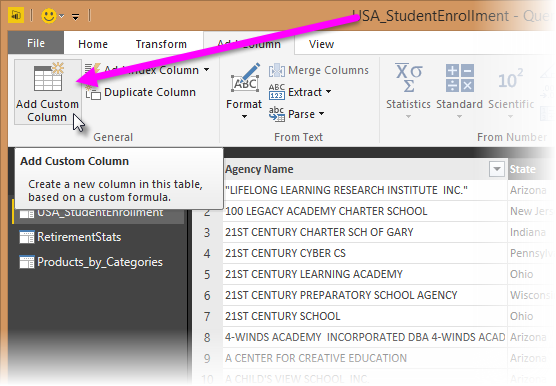 USA_StudentEnrollment - Que
File
Home
Transform
Add Column
View
Add Custom
Column
Add Index Column
Duplicate Column
General
ABC
Format
Merge Columns
Extract
Parse
From Text
Statistics
Standard
10²
Scientific
From Number
Add Custom Column
Create a new column in this table,
based on a custom formula.
USA_StudentEnrollment
RetirementStats
Products_by_Categories
Agency Name
State
"LIFELONG LEARNING RESEARCH INSTITUTE INC."
Arizona
2
100 LEGACY ACADEMY CHARTER SCHOOL
New Jers
3
21ST CENTURY CHARTER SCH OF GARY
Indiana
4
21ST CENTURY CYBER CS
Pennsylv
5
21ST CENTURY LEARNING ACADEMY
Ohio
6
21ST CENTURY PREPARATORY SCHOOL AGENCY
Wiscons
7
21ST CENTURY SCHOOL
Ohio
8
4-WINDS ACADEMY INCORPORATED DBA 4-WINDS ACAD
Arizona
9
A CENTER FOR CREATIVE EDUCATION
Arizona
10
A CHILD'S VIEW SCHOOL INC.